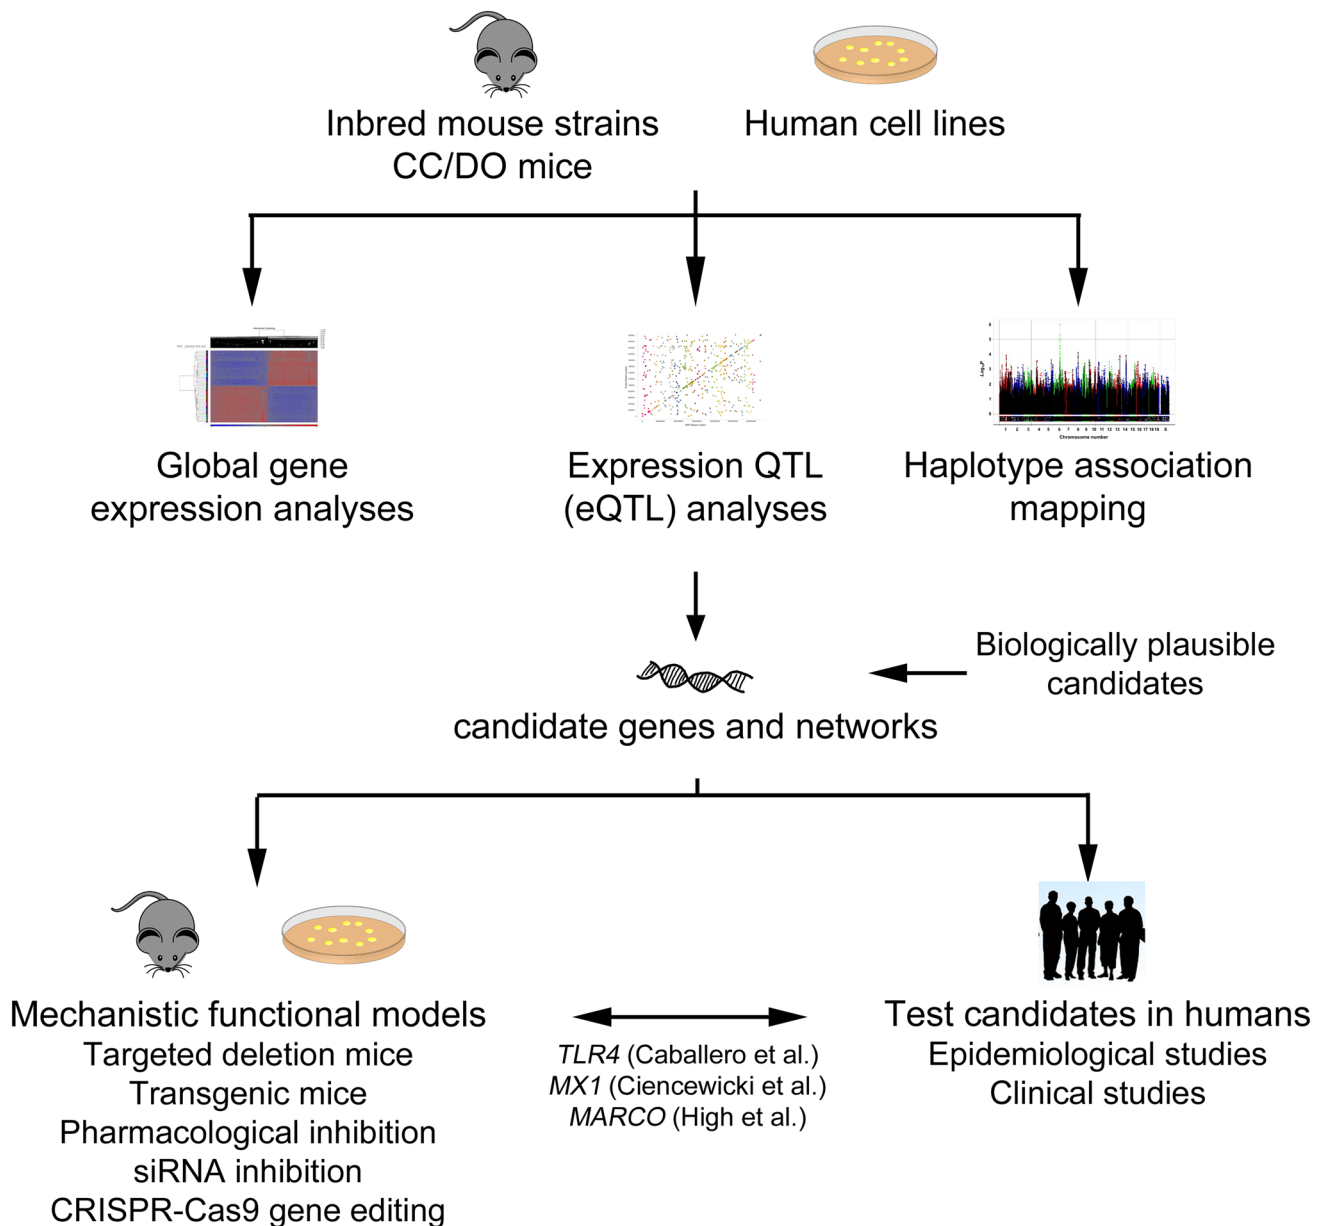 Inbred mouse strains
CC/DO mice
Human cell lines
-Log₁₀P
Chromosome number
Global gene
expression analyses
Expression QTL
(eQTL) analyses
Haplotype association
mapping
Biologically plausible
candidates
candidate genes and networks
Mechanistic functional models
Targeted deletion mice
Transgenic mice
Pharmacological inhibition
siRNA inhibition
CRISPR-Cas9 gene editing
TLR4 (Caballero et al.)
MX1 (Ciencewicki et al.)
MARCO (High et al.)
Test candidates in humans
Epidemiological studies
Clinical studies